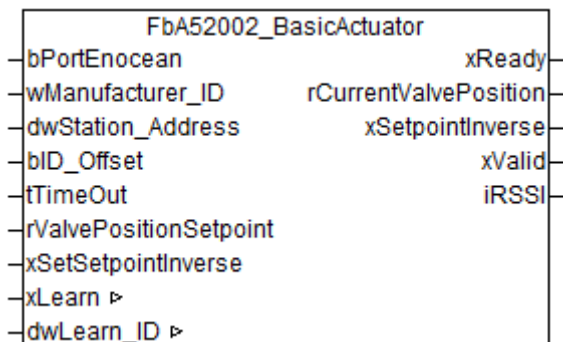 FbA52002_BasicActuator
bPortEnocean xReady
wManufacturer_ID rCurrentValvePosition
dwStation_Address xSetpointInverse
bID_Offset xValid
tTimeOut iRSSI
rValvePositionSetpoint
xSetSetpointInverse
xLearn ▹
dwLearn_ID ▹